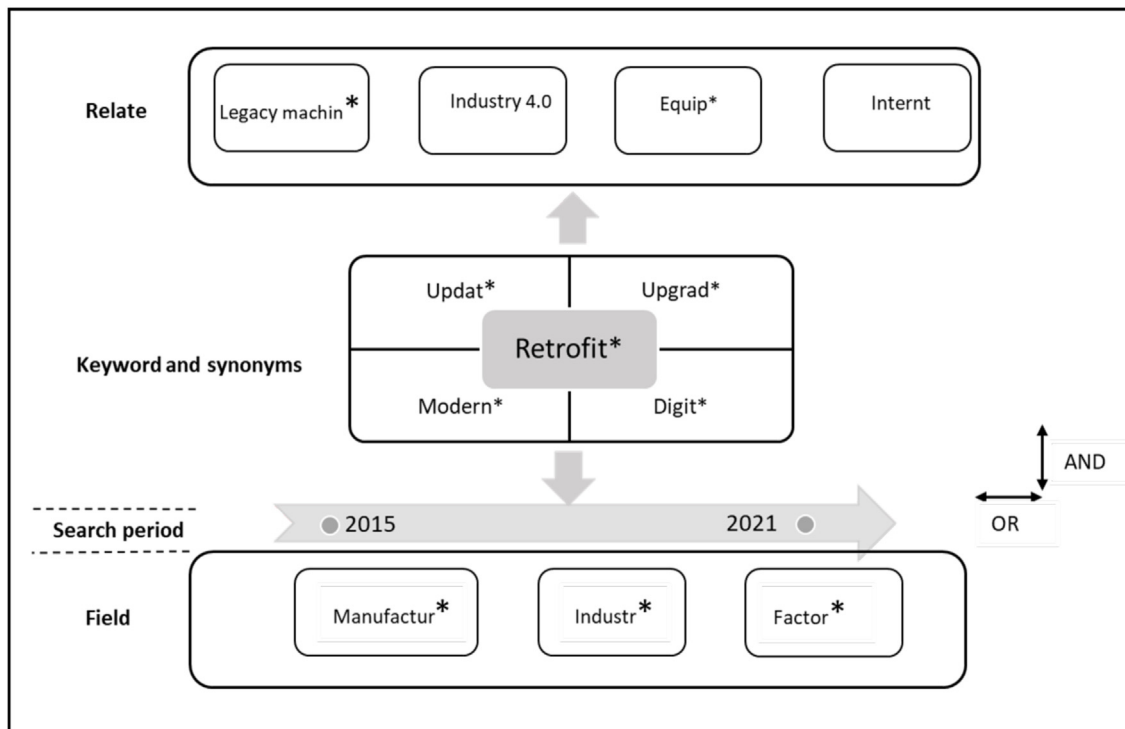 Relate
Legacy machin*
Industry 4.0
Equip*
Internt
Keyword and synonyms
Updat*
Upgrad*
Retrofit*
Modern*
Digit*
AND
OR
Search period
2015
2021
Field
Manufactur*
Industr*
Factor*